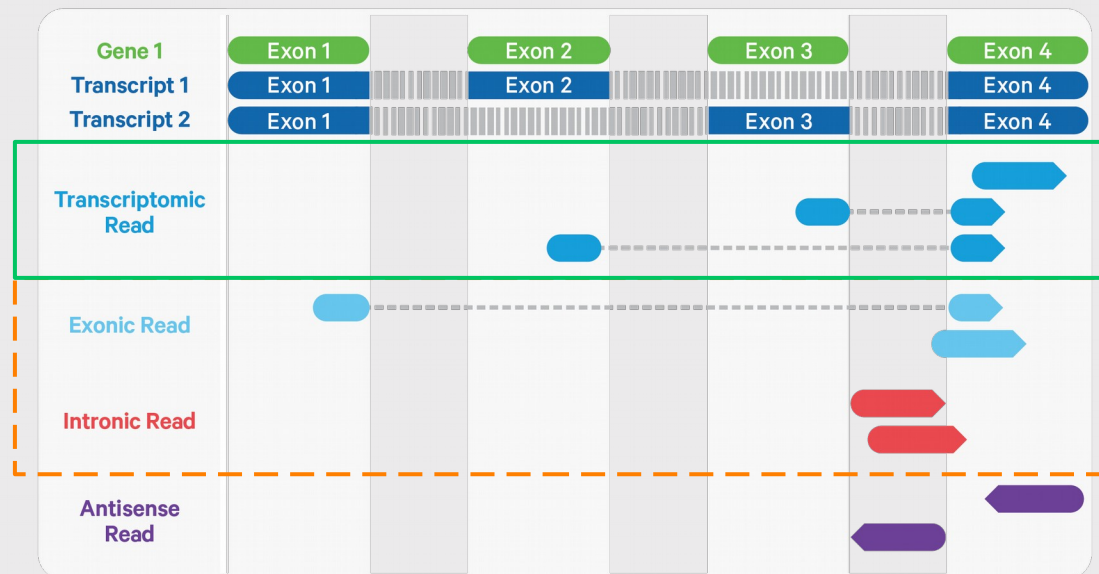 Gene 1 Exon 1 Exon 2 Exon 3 Exon 4
Transcript 1 Exon 1 Exon 2 Exon 4
Transcript 2 Exon 1 Exon 3 Exon 4
Transcriptomic
Read
Exonic Read
Intronic Read
Antisense
Read